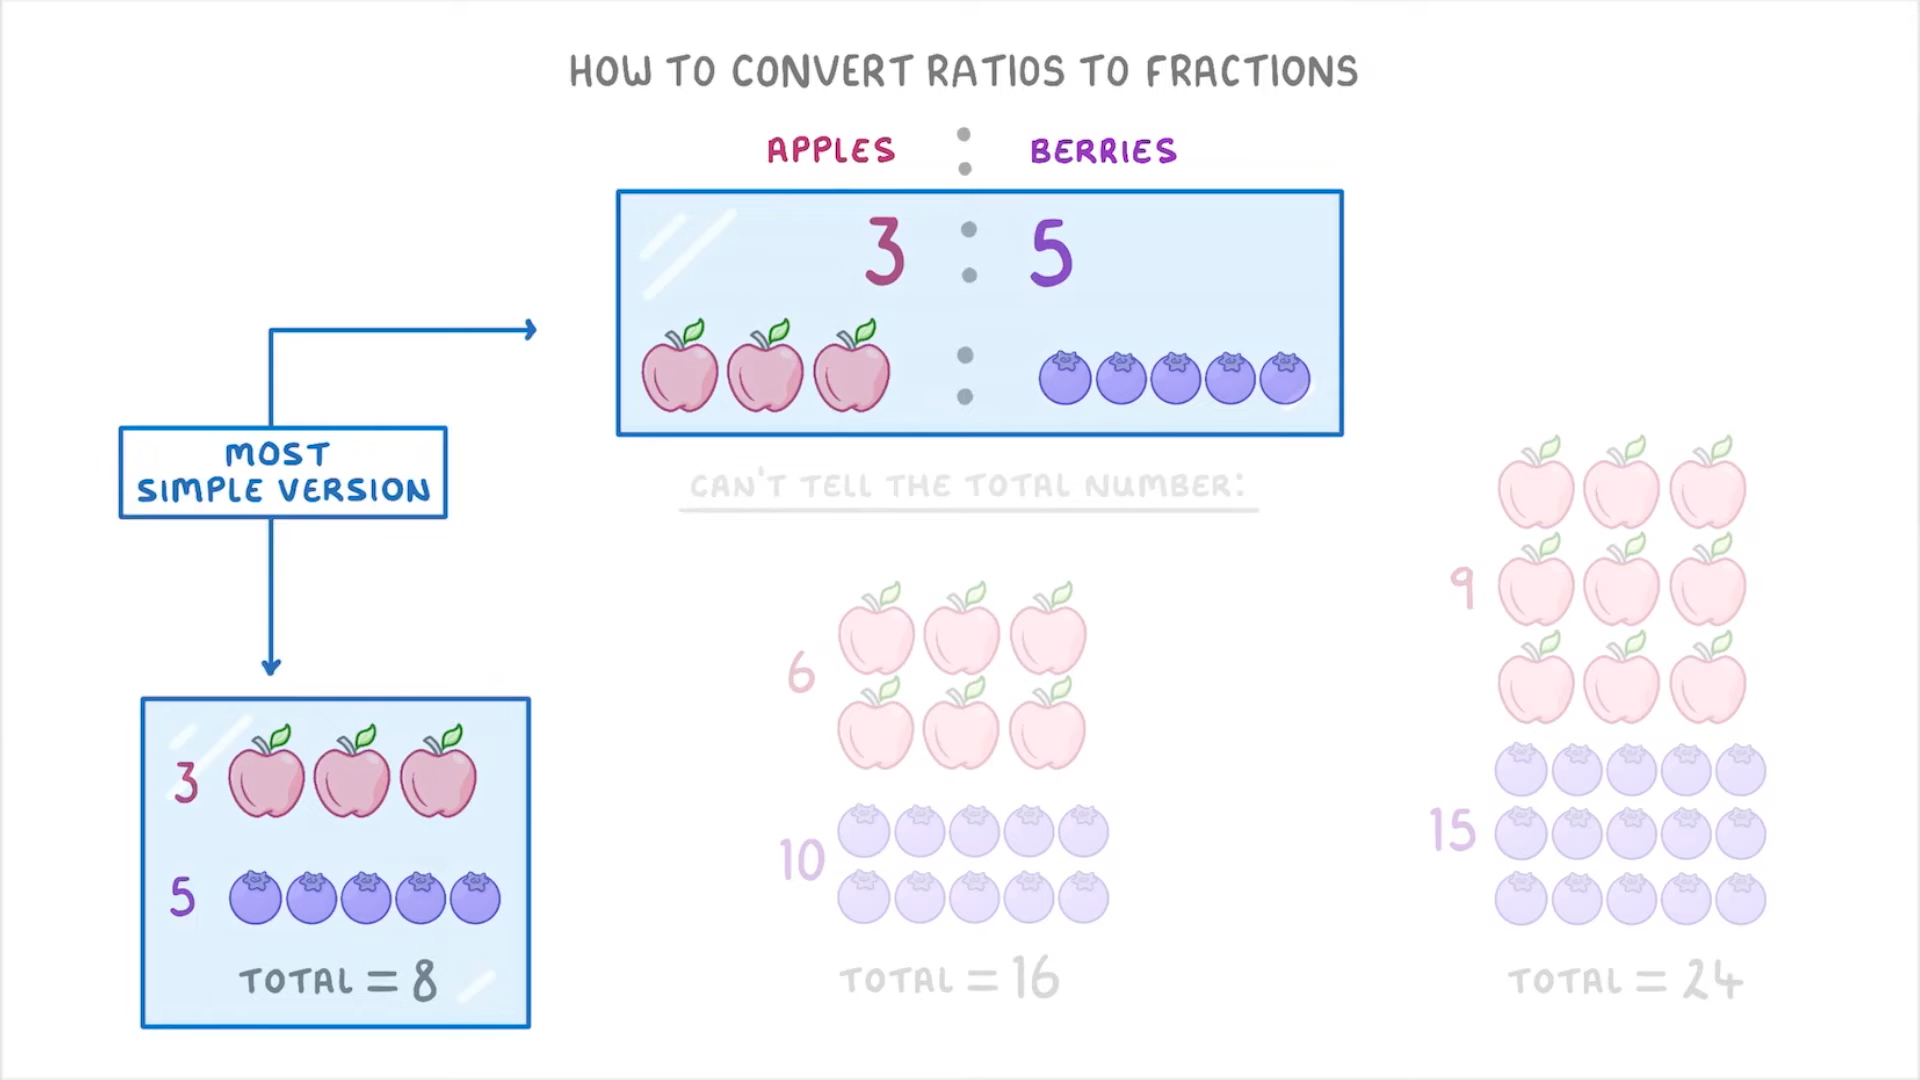 HOW TO CONVERT RATIOS TO FRACTIONS
APPLES : BERRIES
3 : 5
:
MOST
SIMPLE VERSION
CAN'T TELL THE TOTAL NUMBER:
3
5
TOTAL = 8
6
10
TOTAL = 16
9
15
TOTAL = 24